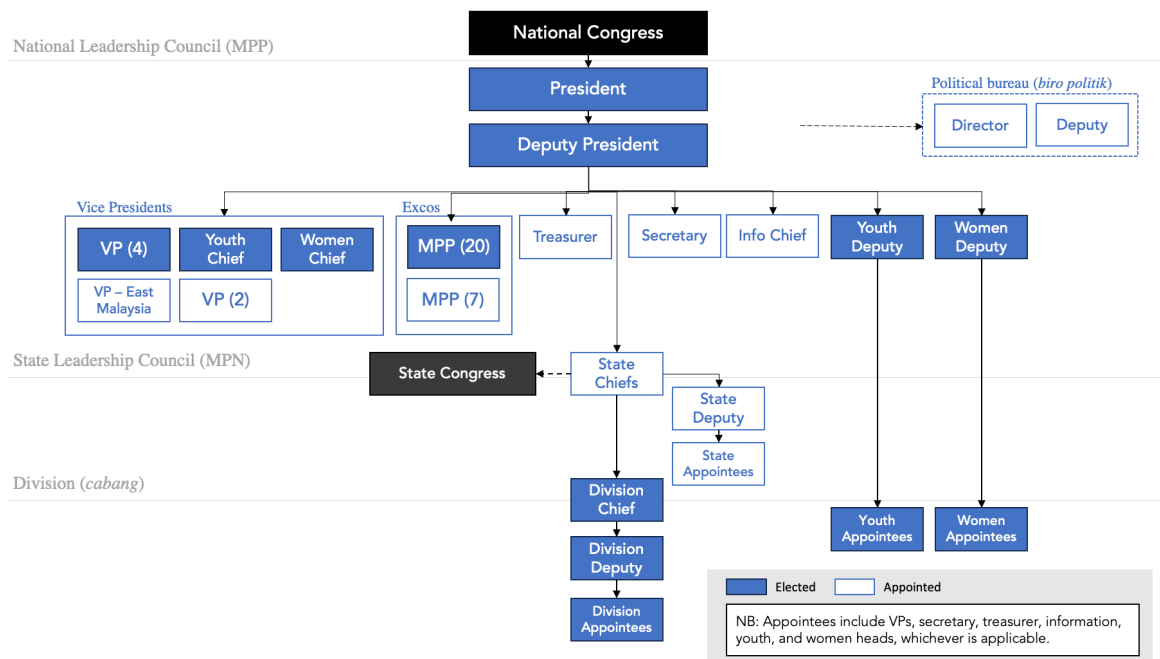 National Congress
National Leadership Council (MPP)
President
Political bureau (biro politik)
Director
Deputy
Deputy President
Vice Presidents
Excos
VP (4)
Youth
Chief
Women
Chief
MPP (20)
Treasurer
Secretary
Info Chief
Youth
Deputy
Women
Deputy
VP – East
Malaysia
VP (2)
MPP (7)
State Leadership Council (MPN)
State Congress
State
Chiefs
State
Deputy
State
Appointees
Division (cabang)
Division
Chief
Youth
Appointees
Women
Appointees
Division
Deputy
Division
Appointees
Elected
Appointed
NB: Appointees include VPs, secretary, treasurer, information,
youth, and women heads, whichever is applicable.